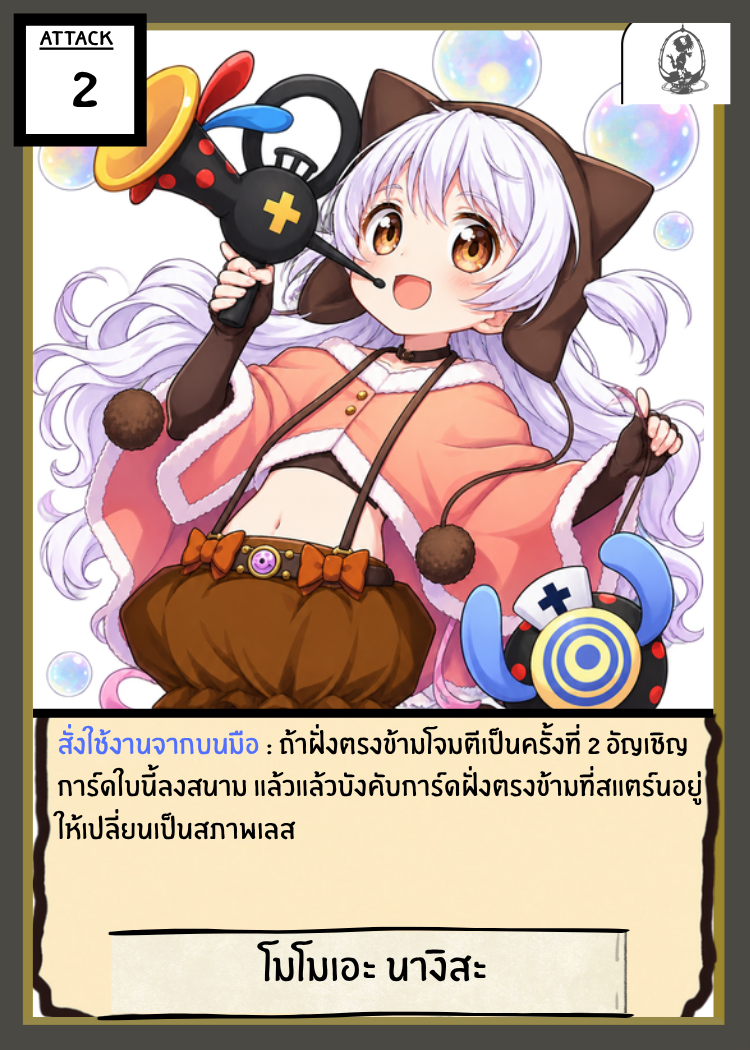 ATTACK
2
สั่งใช้งานจากบนมือ : ถ้าฝั่งตรงข้ามโจมตีเป็นครั้งที่ 2 อัญเชิญ
การ์ดใบนี้ลงสนาม แล้วแล้วบังคับการ์ดฝั่งตรงข้ามที่สแตร์นอยู่
ให้เปลี่ยนเป็นสภาพเลส
โมโมเอะ นางิสะ